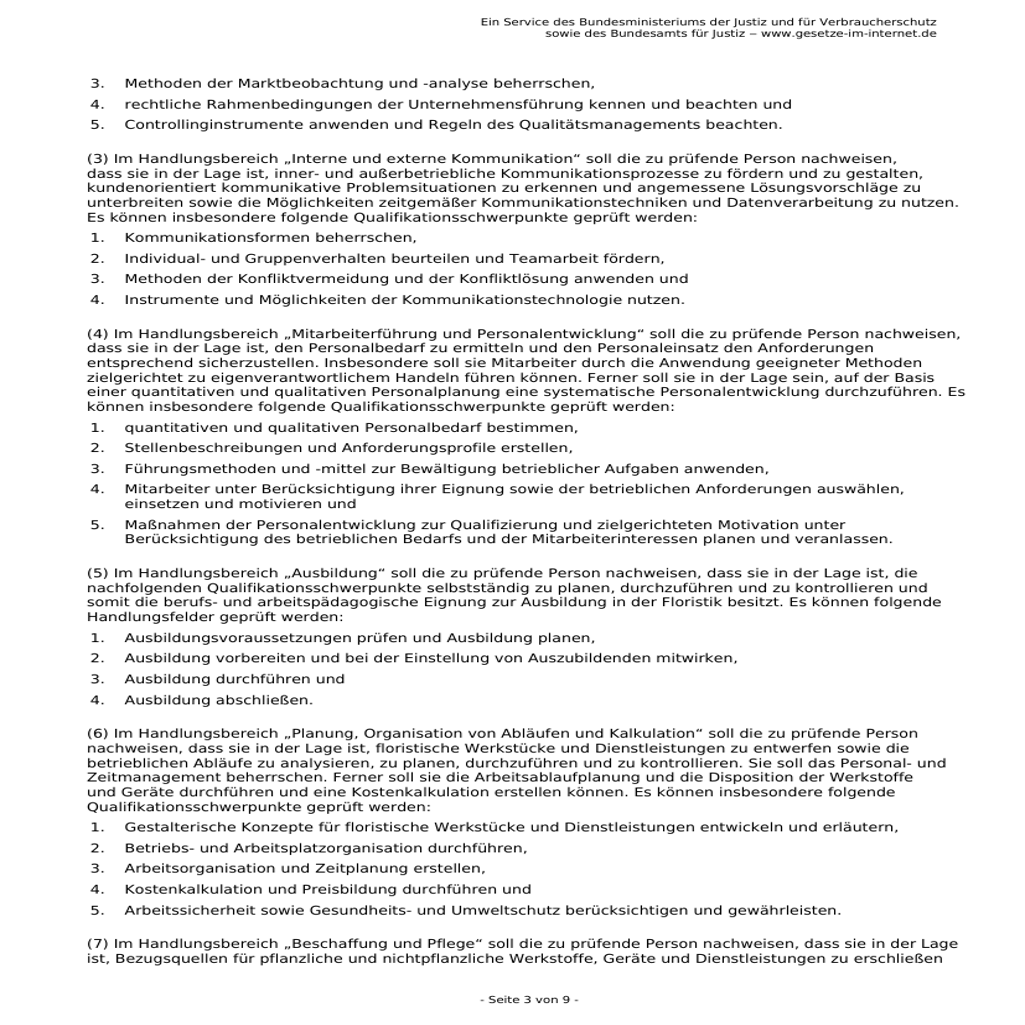 Ein Service des Bundesministeriums der Justiz und für Verbraucherschutz
sowie des Bundesamts für Justiz – www.gesetze-im-internet.de
3. Methoden der Marktbeobachtung und -analyse beherrschen,
4. rechtliche Rahmenbedingungen der Unternehmensführung kennen und beachten und
5. Controllinginstrumente anwenden und Regeln des Qualitätsmanagements beachten.
(3) Im Handlungsbereich „Interne und externe Kommunikation“ soll die zu prüfende Person nachweisen,
dass sie in der Lage ist, inner- und außerbetriebliche Kommunikationsprozesse zu fördern und zu gestalten,
kundenorientiert kommunikative Problemsituationen zu erkennen und angemessene Lösungsvorschläge zu
unterbreiten sowie die Möglichkeiten zeitgemäßer Kommunikationstechniken und Datenverarbeitung zu nutzen.
Es können insbesondere folgende Qualifikationsschwerpunkte geprüft werden:
1. Kommunikationsformen beherrschen,
2. Individual- und Gruppenverhalten beurteilen und Teamarbeit fördern,
3. Methoden der Konfliktvermeidung und der Konfliktlösung anwenden und
4. Instrumente und Möglichkeiten der Kommunikationstechnologie nutzen.
(4) Im Handlungsbereich „Mitarbeiterführung und Personalentwicklung“ soll die zu prüfende Person nachweisen,
dass sie in der Lage ist, den Personalbedarf zu ermitteln und den Personaleinsatz den Anforderungen
entsprechend sicherzustellen. Insbesondere soll sie Mitarbeiter durch die Anwendung geeigneter Methoden
zielgerichtet zu eigenverantwortlichem Handeln führen können. Ferner soll sie in der Lage sein, auf der Basis
einer quantitativen und qualitativen Personalplanung eine systematische Personalentwicklung durchzuführen. Es
können insbesondere folgende Qualifikationsschwerpunkte geprüft werden:
1. quantitativen und qualitativen Personalbedarf bestimmen,
2. Stellenbeschreibungen und Anforderungsprofile erstellen,
3. Führungsmethoden und -mittel zur Bewältigung betrieblicher Aufgaben anwenden,
4. Mitarbeiter unter Berücksichtigung ihrer Eignung sowie der betrieblichen Anforderungen auswählen,
einsetzen und motivieren und
5. Maßnahmen der Personalentwicklung zur Qualifizierung und zielgerichteten Motivation unter
Berücksichtigung des betrieblichen Bedarfs und der Mitarbeiterinteressen planen und veranlassen.
(5) Im Handlungsbereich „Ausbildung“ soll die zu prüfende Person nachweisen, dass sie in der Lage ist, die
nachfolgenden Qualifikationsschwerpunkte selbstständig zu planen, durchzuführen und zu kontrollieren und
somit die berufs- und arbeitspädagogische Eignung zur Ausbildung in der Floristik besitzt. Es können folgende
Handlungsfelder geprüft werden:
1. Ausbildungsvoraussetzungen prüfen und Ausbildung planen,
2. Ausbildung vorbereiten und bei der Einstellung von Auszubildenden mitwirken,
3. Ausbildung durchführen und
4. Ausbildung abschließen.
(6) Im Handlungsbereich „Planung, Organisation von Abläufen und Kalkulation“ soll die zu prüfende Person
nachweisen, dass sie in der Lage ist, floristische Werkstücke und Dienstleistungen zu entwerfen sowie die
betrieblichen Abläufe zu analysieren, zu planen, durchzuführen und zu kontrollieren. Sie soll das Personal- und
Zeitmanagement beherrschen. Ferner soll sie die Arbeitsablaufplanung und die Disposition der Werkstoffe
und Geräte durchführen und eine Kostenkalkulation erstellen können. Es können insbesondere folgende
Qualifikationsschwerpunkte geprüft werden:
1. Gestalterische Konzepte für floristische Werkstücke und Dienstleistungen entwickeln und erläutern,
2. Betriebs- und Arbeitsplatzorganisation durchführen,
3. Arbeitsorganisation und Zeitplanung erstellen,
4. Kostenkalkulation und Preisbildung durchführen und
5. Arbeitssicherheit sowie Gesundheits- und Umweltschutz berücksichtigen und gewährleisten.
(7) Im Handlungsbereich „Beschaffung und Pflege“ soll die zu prüfende Person nachweisen, dass sie in der Lage
ist, Bezugsquellen für pflanzliche und nichtpflanzliche Werkstoffe, Geräte und Dienstleistungen zu erschließen
- Seite 3 von 9 -